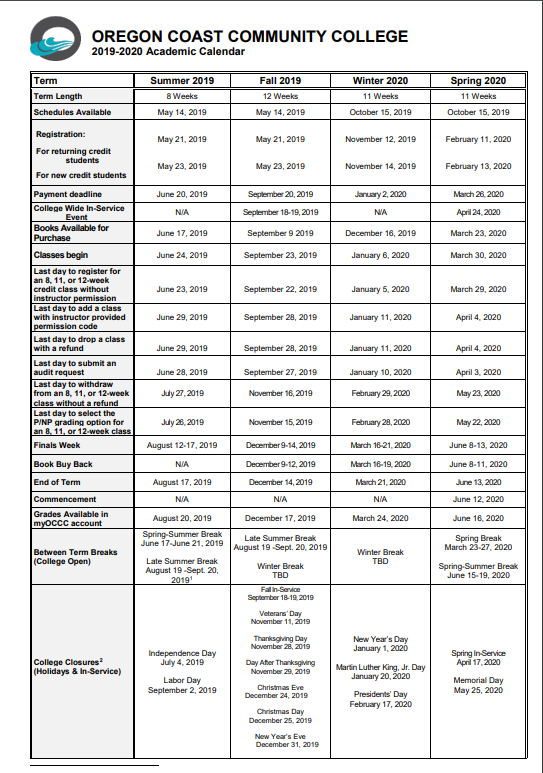 OREGON COAST COMMUNITY COLLEGE
2019-2020 Academic Calendar
Term Summer 2019 Fall 2019 Winter 2020 Spring 2020
Term Length 8 Weeks 12 Weeks 11 Weeks 11 Weeks
Schedules Available May 14, 2019 May 14, 2019 October 15, 2019 October 15, 2019
Registration:
For returning credit
students
May 21, 2019 May 21, 2019 November 12, 2019 February 11, 2020
For new credit students
May 23, 2019 May 23, 2019 November 14, 2019 February 13, 2020
Payment deadline June 20, 2019 September 20, 2019 January 2, 2020 March 26, 2020
College Wide In-Service
Event
N/A September 18-19, 2019 N/A April 24, 2020
Books Available for
Purchase
June 17, 2019 September 9 2019 December 16, 2019 March 23, 2020
Classes begin June 24, 2019 September 23, 2019 January 6, 2020 March 30, 2020
Last day to register for
an 8, 11, or 12-week
credit class without
instructor permission
June 23, 2019 September 22, 2019 January 5, 2020 March 29, 2020
Last day to add a class
with instructor provided
permission code
June 29, 2019 September 28, 2019 January 11, 2020 April 4, 2020
Last day to drop a class
with a refund
June 29, 2019 September 28, 2019 January 11, 2020 April 4, 2020
Last day to submit an
audit request
June 28, 2019 September 27, 2019 January 10, 2020 April 3, 2020
Last day to withdraw
from an 8, 11, or 12-week
class without a refund
July 27, 2019 November 16, 2019 February 29, 2020 May 23, 2020
Last day to select the
P/NP grading option for
an 8, 11, or 12-week class
July 26, 2019 November 15, 2019 February 28, 2020 May 22, 2020
Finals Week August 12-17, 2019 December 9-14, 2019 March 16-21, 2020 June 8-13, 2020
Book Buy Back N/A December 9-12, 2019 March 16-19, 2020 June 8-11, 2020
End of Term August 17, 2019 December 14, 2019 March 21, 2020 June 13, 2020
Commencement N/A N/A N/A June 12, 2020
Grades Available in
myOCCC account
August 20, 2019 December 17, 2019 March 24, 2020 June 16, 2020
Between Term Breaks
(College Open)
Spring-Summer Break
June 17-June 21, 2019
Late Summer Break
August 19 -Sept. 20,
2019¹
Late Summer Break
August 19 -Sept. 20, 2019
Winter Break
TBD
Winter Break
TBD
Spring Break
March 23-27, 2020
Spring-Summer Break
June 15-19, 2020
College Closures²
(Holidays & In-Service)
Independence Day
July 4, 2019
Labor Day
September 2, 2019
Fall In-Service
September 18-19, 2019
Veterans' Day
November 11, 2019
Thanksgiving Day
November 28, 2019
Day After Thanksgiving
November 29, 2019
Christmas Eve
December 24, 2019
Christmas Day
December 25, 2019
New Year's Eve
December 31, 2019
New Year's Day
January 1, 2020
Martin Luther King, Jr. Day
January 20, 2020
Presidents' Day
February 17, 2020
Spring In-Service
April 17, 2020
Memorial Day
May 25, 2020